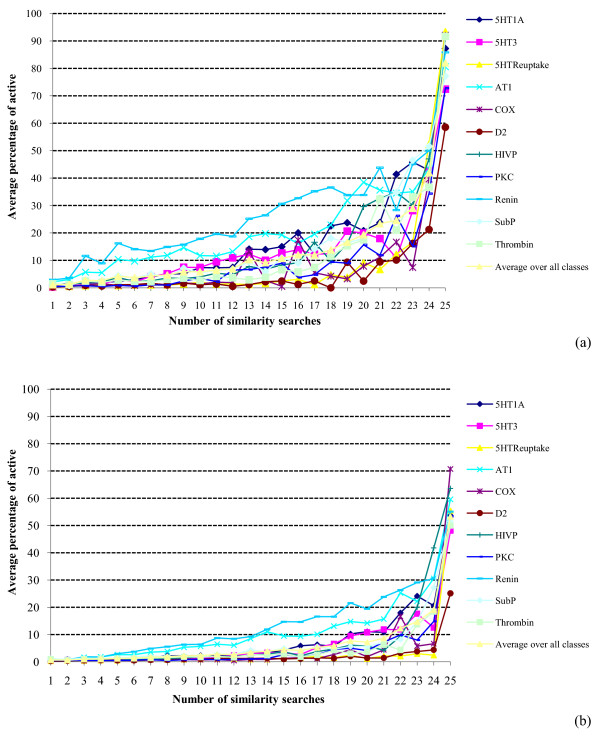 (a)
Average percentage of active
100
90
80
70
60
50
40
30
20
10
0
1 2 3 4 5 6 7 8 9 10 11 12 13 14 15 16 17 18 19 20 21 22 23 24 25
Number of similarity searches
5HT1A
5HT3
5HTReuptake
AT1
COX
D2
HIVP
PKC
Renin
SubP
Thrombin
Average over all classes
(b)
Average percentage of active
100
90
80
70
60
50
40
30
20
10
0
1 2 3 4 5 6 7 8 9 10 11 12 13 14 15 16 17 18 19 20 21 22 23 24 25
Number of similarity searches
5HT1A
5HT3
5HTReuptake
AT1
COX
D2
HIVP
PKC
Renin
SubP
Thrombin
Average over all classes